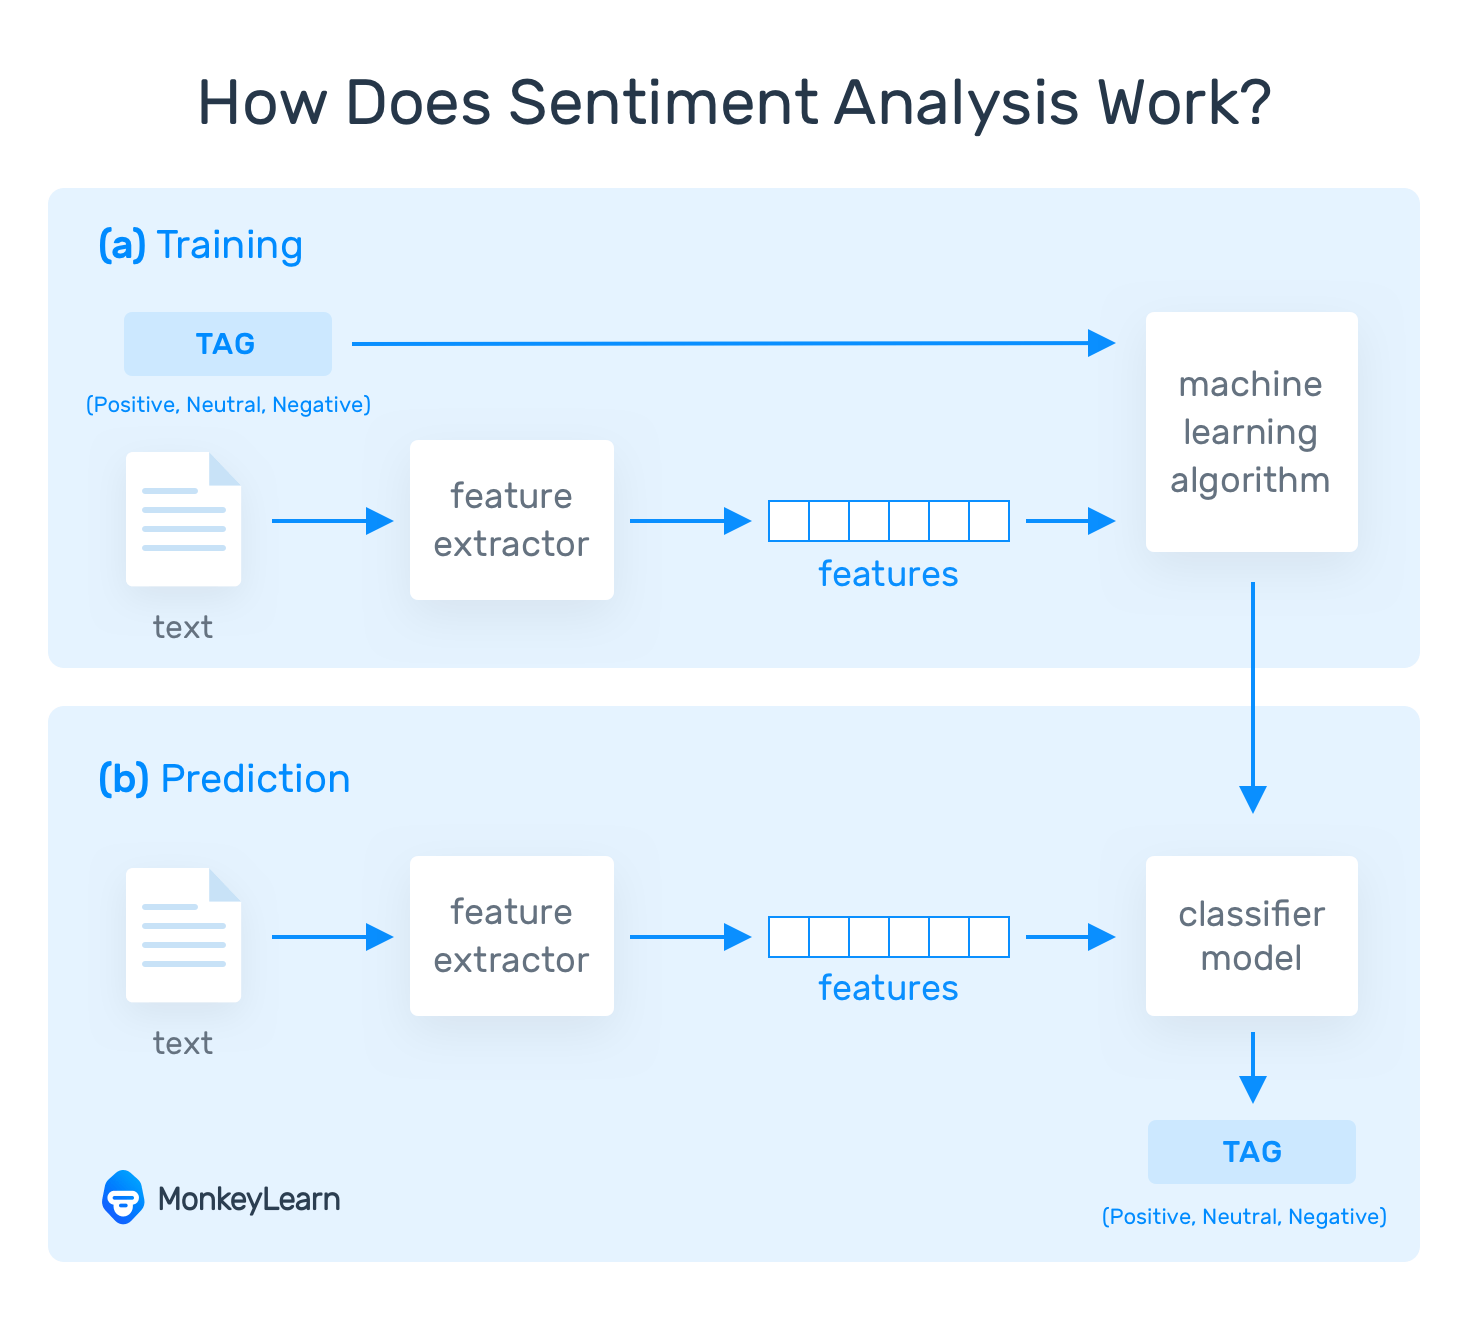 How Does Sentiment Analysis Work?
(a) Training
TAG
(Positive, Neutral, Negative)
text
feature
extractor
features
machine
learning
algorithm
(b) Prediction
text
feature
extractor
features
classifier
model
TAG
(Positive, Neutral, Negative)
MonkeyLearn